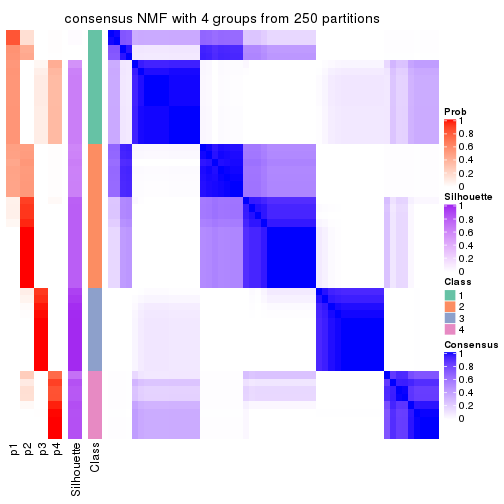 consensus NMF with 4 groups from 250 partitions
Prob
1
0.8
0.6
0.4
0.2
0
Silhouette
1
0.8
0.6
0.4
0.2
0
Class
1
2
3
4
Consensus
1
0.8
0.6
0.4
0.2
0
p1
p2
p3
p4
Silhouette
Class